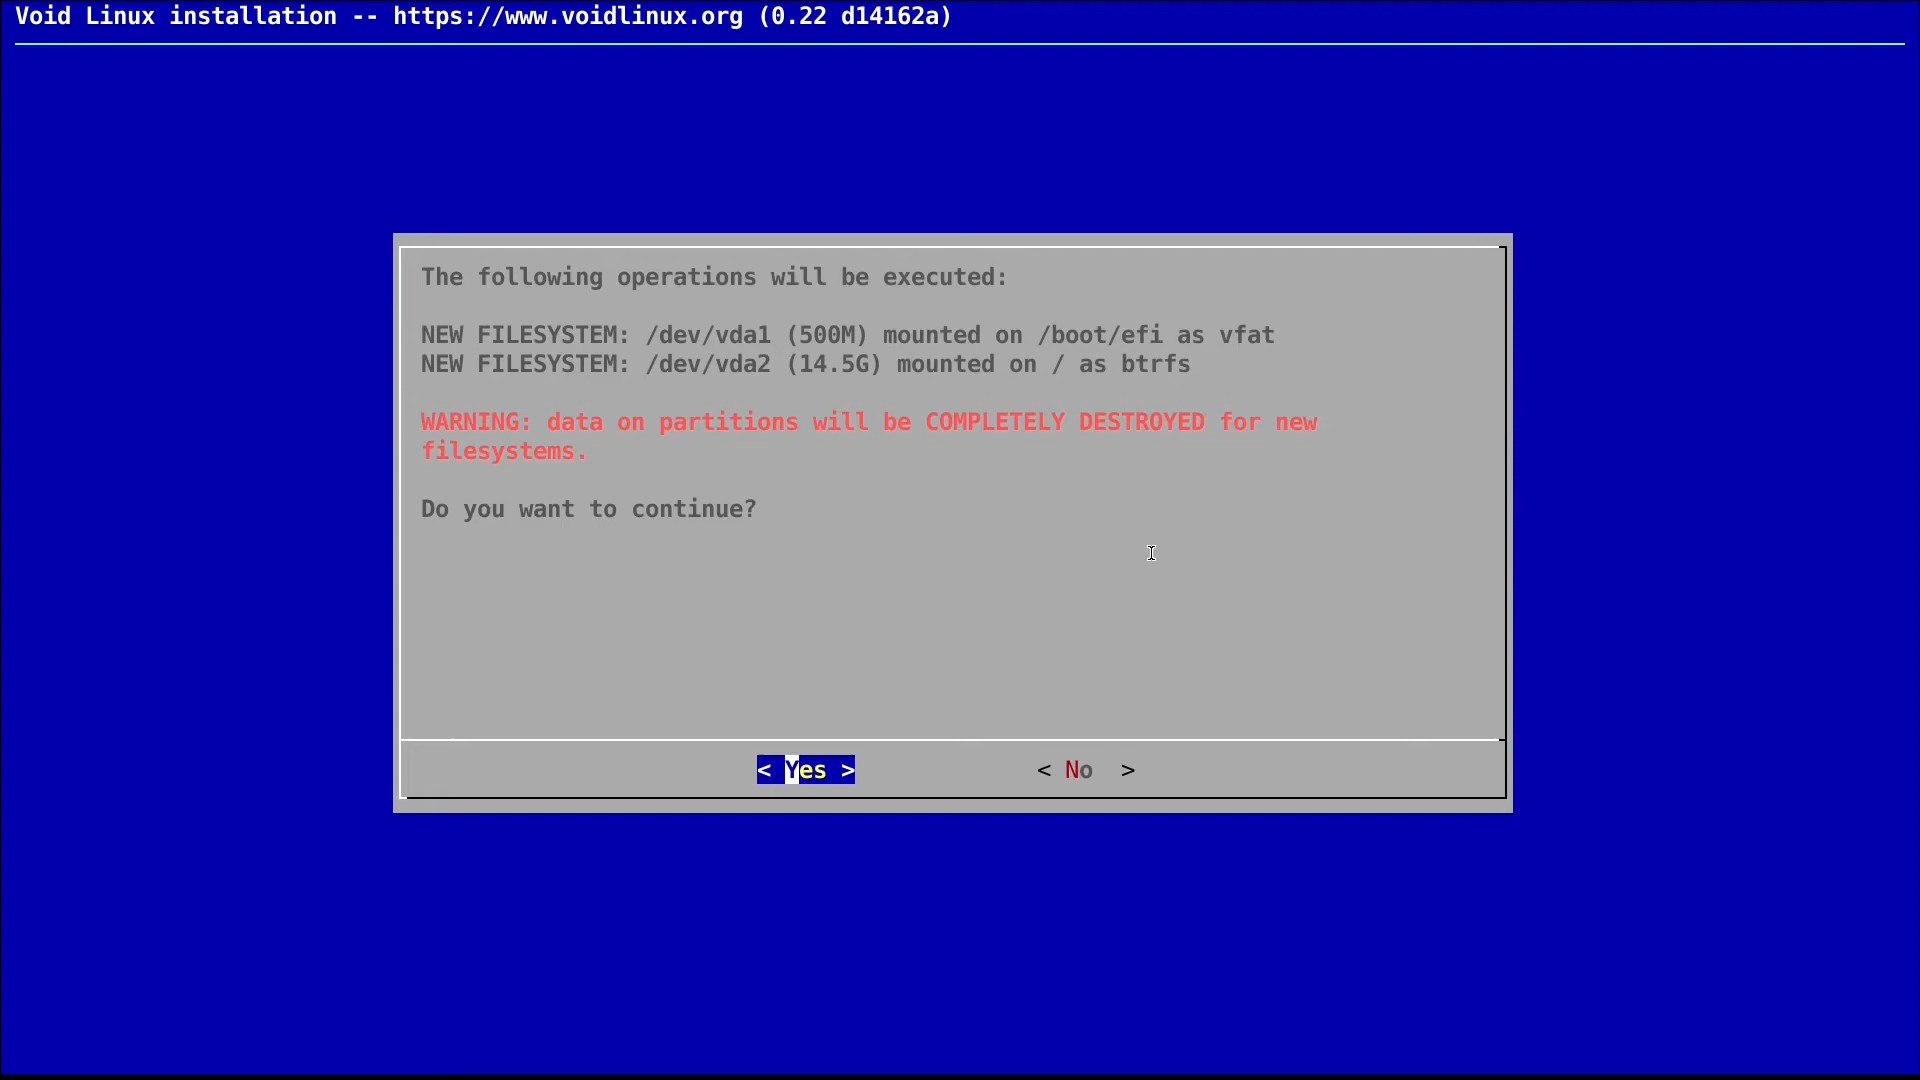 Void Linux installation -- https://www.voidlinux.org (0.22 d14162a)
The following operations will be executed:
NEW FILESYSTEM: /dev/vda1 (500M) mounted on /boot/efi as vfat
NEW FILESYSTEM: /dev/vda2 (14.5G) mounted on / as btrfs
WARNING: data on partitions will be COMPLETELY DESTROYED for new
filesystems.
Do you want to continue?
< Yes > < No >